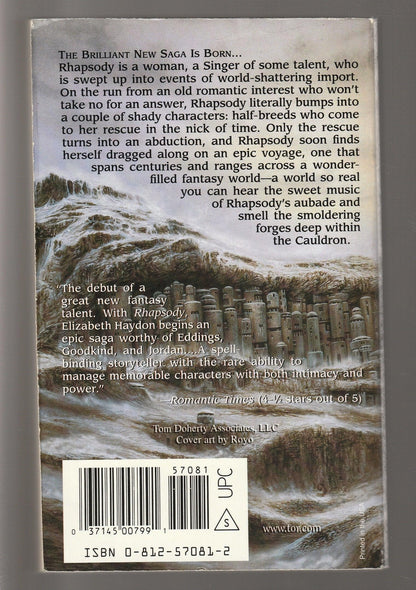 THE BRILLIANT NEW SAGA IS BORN...
Rhapsody is a woman, a Singer of some talent, who
is swept up into events of world-shattering import.
On the run from an old romantic interest who won't
take no for an answer, Rhapsody literally bumps into
a couple of shady characters: half-breeds who come
to her rescue in the nick of time. Only the rescue
turns into an abduction, and Rhapsody soon finds
herself dragged along on an epic voyage, one that
spans centuries and ranges across a wonder-
filled fantasy world—a world so real
you can hear the sweet music
of Rhapsody's aubade and
smell the smoldering
forges deep within
the Cauldron.
"The debut of a
great new fantasy
talent. With Rhapsody,
Elizabeth Haydon begins an
epic saga worthy of Eddings,
Goodkind, and Jordan....A spell-
binding storyteller with the rare ability to
manage memorable characters with both intimacy and
power."
—Romantic Times (4-½ stars out of 5)
Tom Doherty Associates, LLC
Cover art by Royo
57081
0 37145 00799 1
UPC
S
ISBN 0-812-57081-2
www.tor.com
Printed in the USA